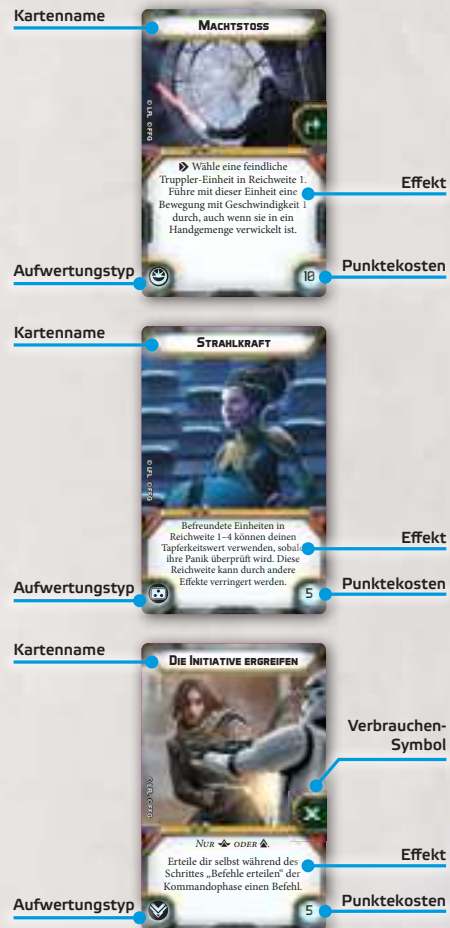 Kartenname
MACHTSTOSS
© LFL ©FFG
Wähle eine feindliche
Truppler-Einheit in Reichweite 1.
Führe mit dieser Einheit eine
Bewegung mit Geschwindigkeit 1
durch, auch wenn sie in ein
Handgemenge verwickelt ist.
Effekt
Aufwertungstyp
10
Punktekosten
Kartenname
STRAHLKRAFT
© LFL ©FFG
Befreundete Einheiten in
Reichweite 1–4 können deinen
Tapferkeitswert verwenden, sobald
ihre Panik überprüft wird. Diese
Reichweite kann durch andere
Effekte verringert werden.
Effekt
Aufwertungstyp
5
Punktekosten
Kartenname
DIE INITIATIVE ERGREIFEN
© LFL ©FFG
Verbrauchen-
Symbol
NUR ODER .
Erteile dir selbst während des
Schrittes „Befehle erteilen“ der
Kommandophase einen Befehl.
Effekt
Aufwertungstyp
5
Punktekosten